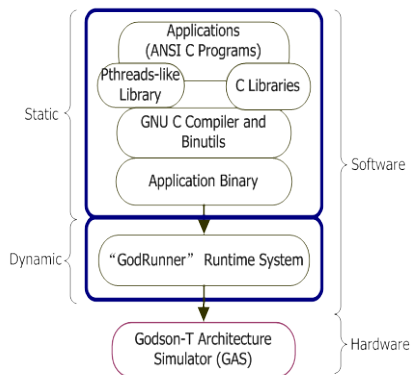 Applications
(ANSI C Programs)
Pthreads-like
Library
C Libraries
GNU C Compiler and
Binutils
Application Binary
Static
Software
"GodRunner" Runtime System
Dynamic
Godson-T Architecture
Simulator (GAS)
Hardware